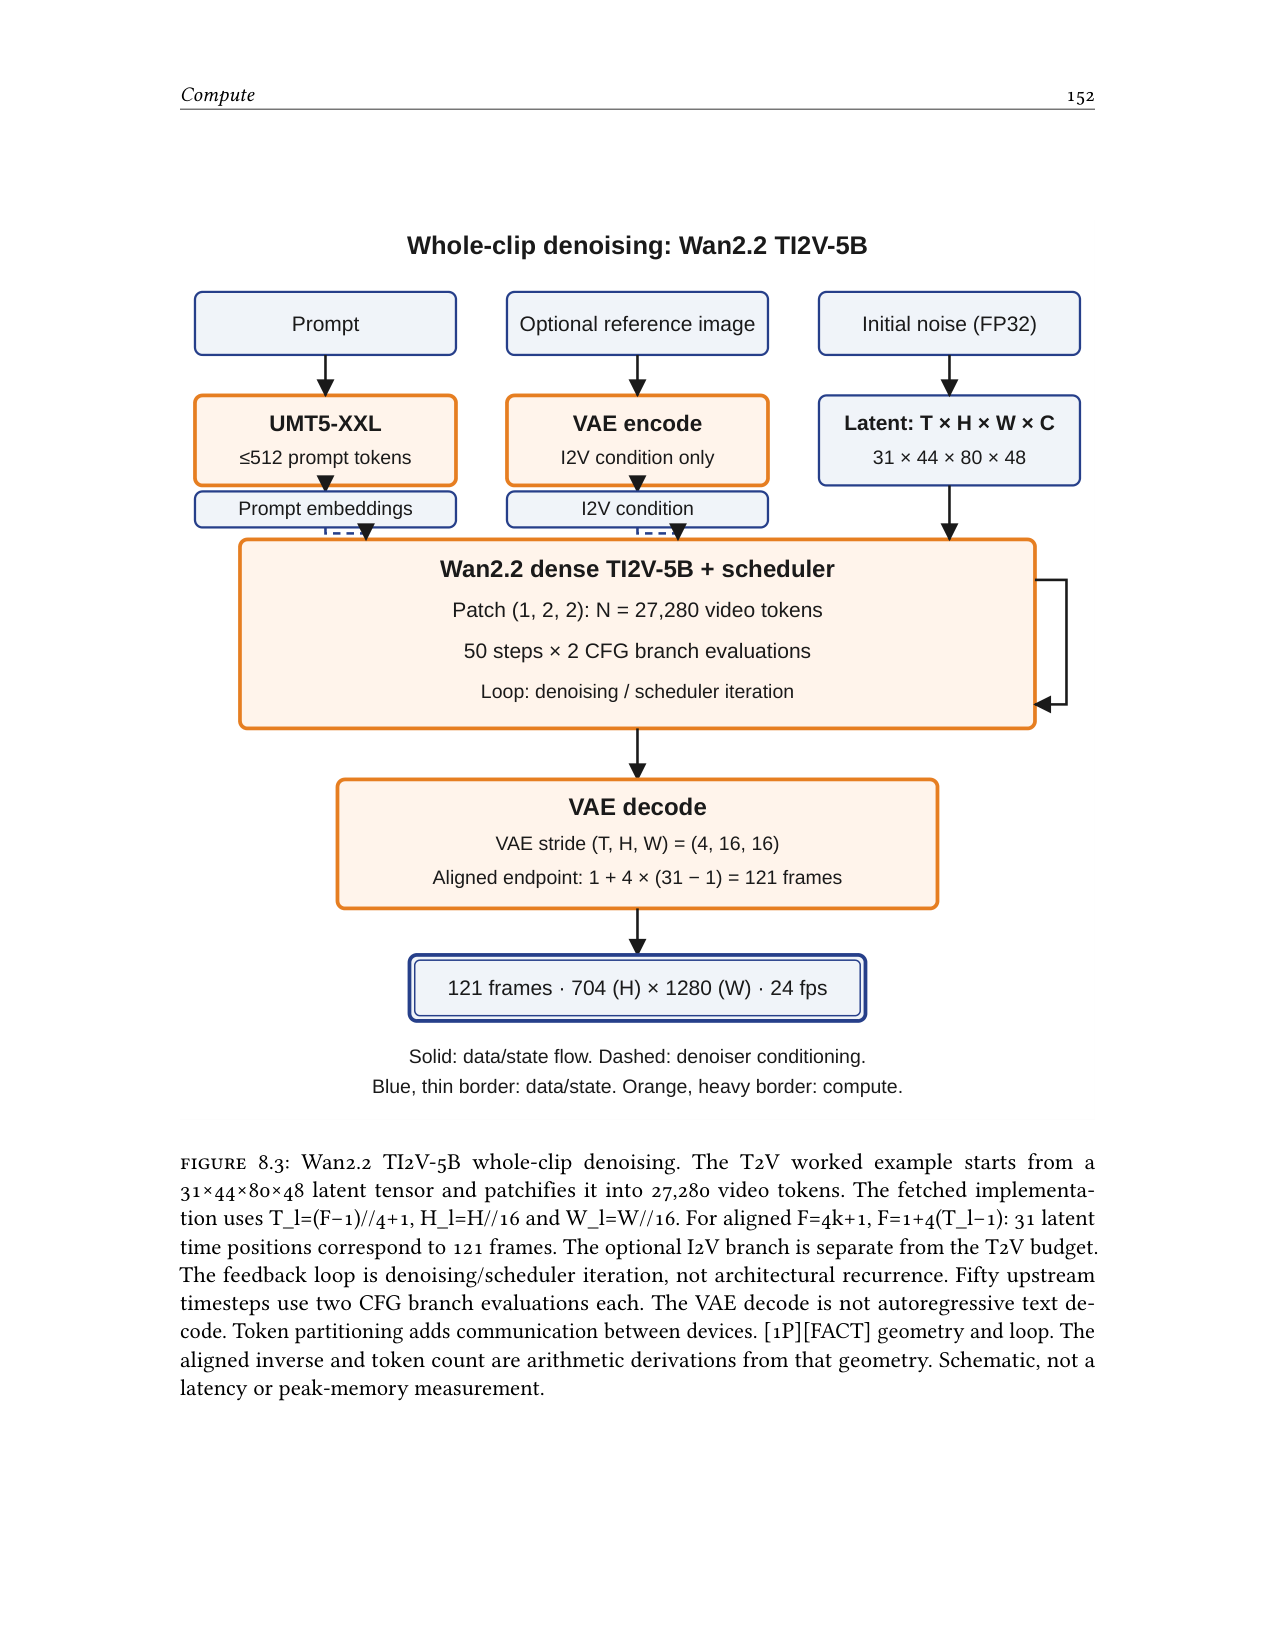 Compute 152
Whole-clip denoising: Wan2.2 TI2V-5B
Prompt
Optional reference image
Initial noise (FP32)
UMT5-XXL
≤512 prompt tokens
VAE encode
I2V condition only
Latent: T × H × W × C
31 × 44 × 80 × 48
Prompt embeddings
I2V condition
Wan2.2 dense TI2V-5B + scheduler
Patch (1, 2, 2): N = 27,280 video tokens
50 steps × 2 CFG branch evaluations
Loop: denoising / scheduler iteration
VAE decode
VAE stride (T, H, W) = (4, 16, 16)
Aligned endpoint: 1 + 4 × (31 − 1) = 121 frames
121 frames · 704 (H) × 1280 (W) · 24 fps
Solid: data/state flow. Dashed: denoiser conditioning.
Blue, thin border: data/state. Orange, heavy border: compute.
FIGURE 8.3: Wan2.2 TI2V-5B whole-clip denoising. The T2V worked example starts from a
31×44×80×48 latent tensor and patchifies it into 27,280 video tokens. The fetched implementa-
tion uses T_l=(F−1)//4+1, H_l=H//16 and W_l=W//16. For aligned F=4k+1, F=1+4(T_l−1): 31 latent
time positions correspond to 121 frames. The optional I2V branch is separate from the T2V budget.
The feedback loop is denoising/scheduler iteration, not architectural recurrence. Fifty upstream
timesteps use two CFG branch evaluations each. The VAE decode is not autoregressive text de-
code. Token partitioning adds communication between devices. [1P][FACT] geometry and loop. The
aligned inverse and token count are arithmetic derivations from that geometry. Schematic, not a
latency or peak-memory measurement.